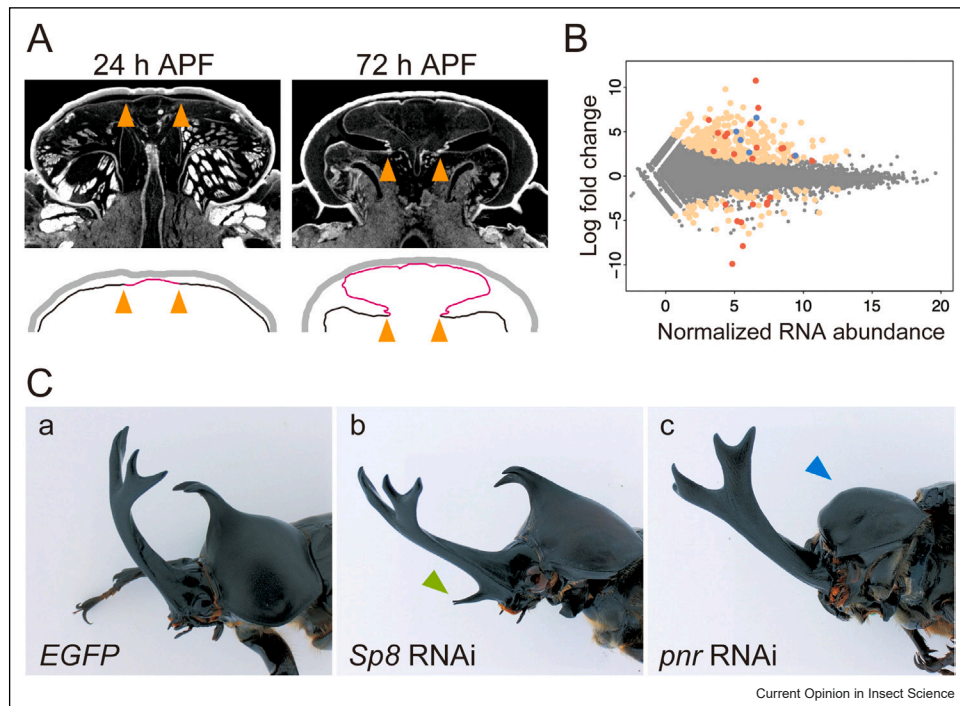 A
24 h APF
72 h APF
B
Log fold change
10
5
0
−5
−10
0
5
10
15
20
Normalized RNA abundance
C
a
EGFP
b
Sp8 RNAi
c
pnr RNAi
Current Opinion in Insect Science